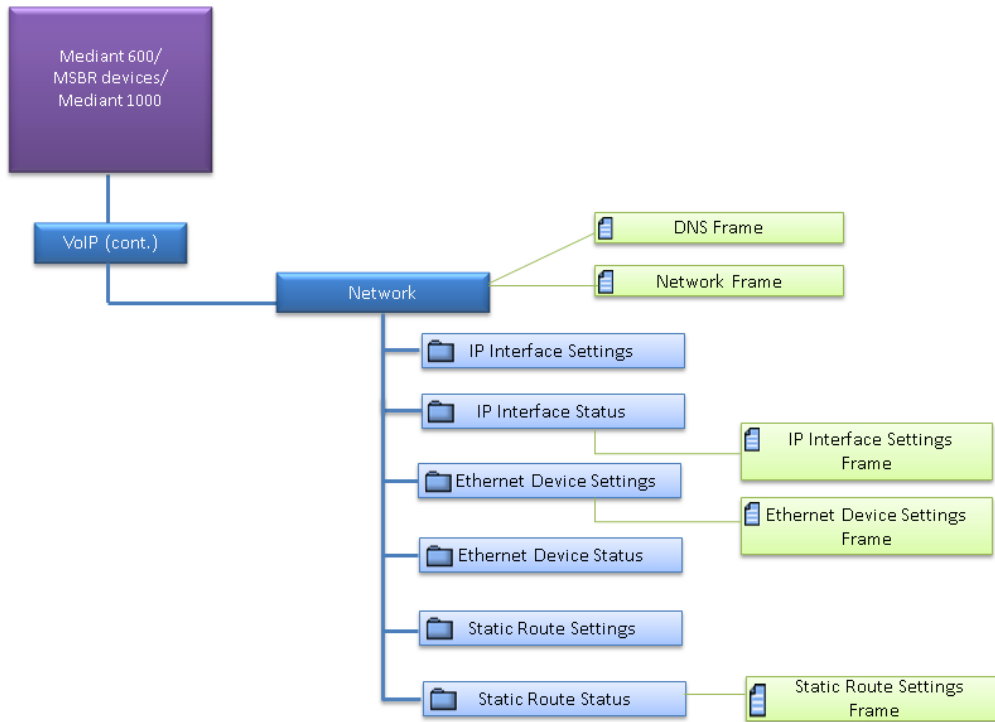 Mediant 600/
MSBR devices/
Mediant 1000
VoIP (cont.)
DNS Frame
Network Frame
Network
IP Interface Settings
IP Interface Status
IP Interface Settings
Frame
Ethernet Device Settings
Ethernet Device Settings
Frame
Ethernet Device Status
Static Route Settings
Static Route Status
Static Route Settings
Frame